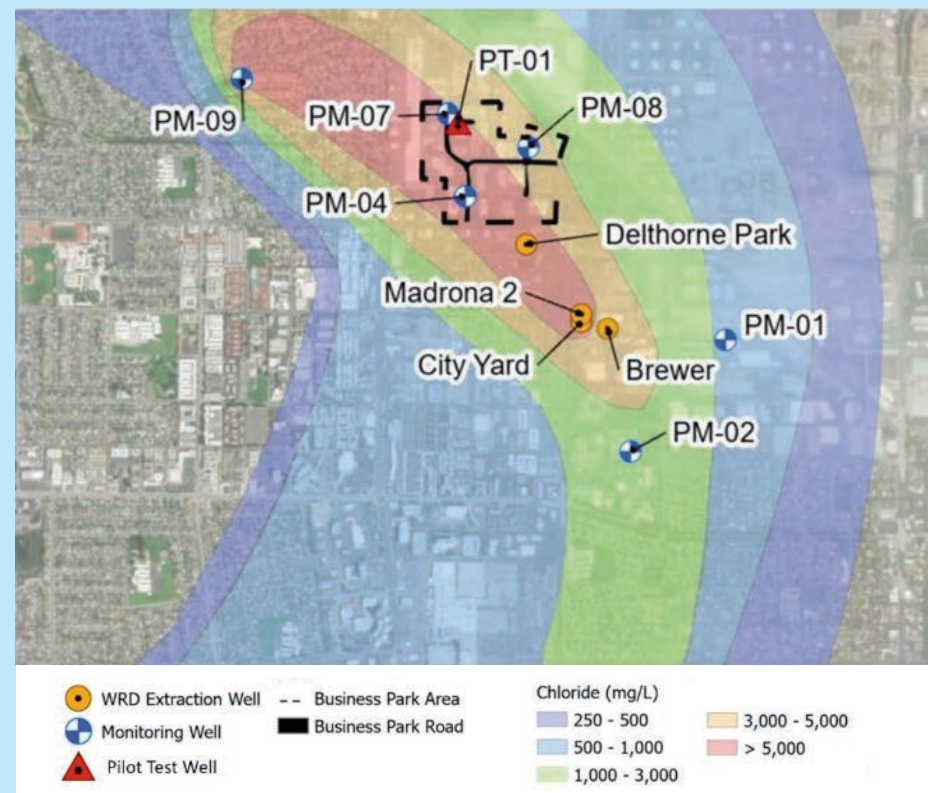 PT-01
PM-09
PM-07
PM-08
PM-04
Delthorne Park
Madrona 2
PM-01
City Yard
Brewer
PM-02
WRD Extraction Well
Monitoring Well
Pilot Test Well
Business Park Area
Business Park Road
Chloride (mg/L)
250 - 500
500 - 1,000
1,000 - 3,000
3,000 - 5,000
> 5,000